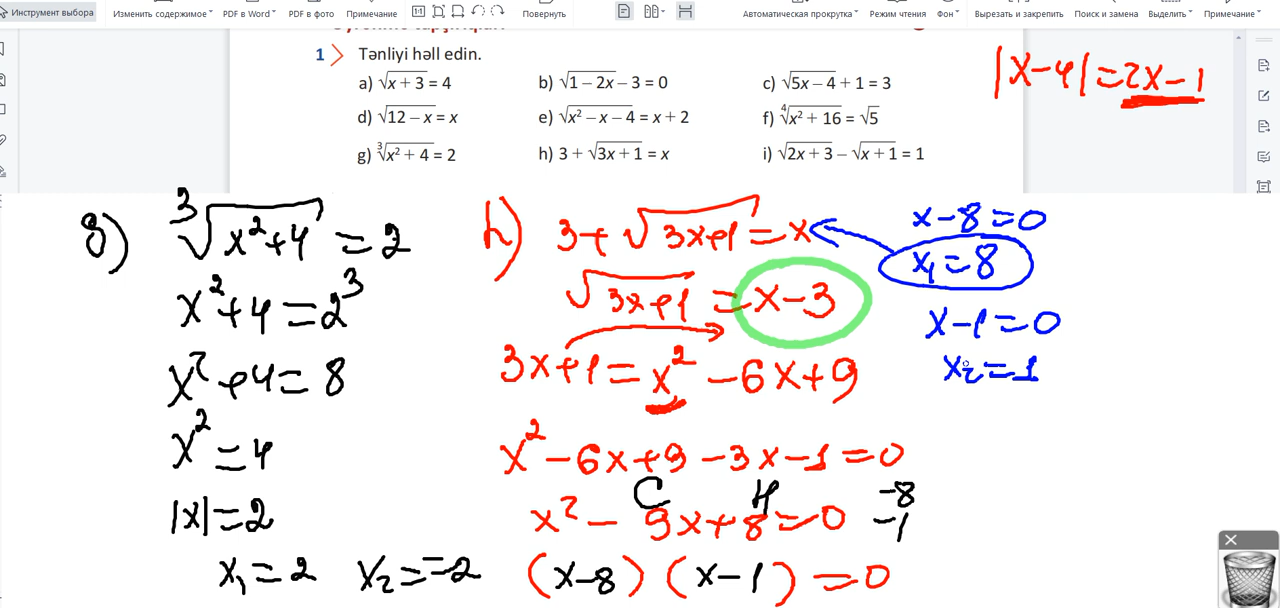 Инструмент выбора
Изменить содержимое PDF в Word PDF в фото Примечание Повернуть Автоматическая прокрутка Режим чтения Фон Вырезать и закрепить Поиск и замена Выделить Примечание
1 Tənliyi həll edin.
a) √(x + 3) = 4 b) √(1 − 2x) − 3 = 0 c) √(5x − 4) + 1 = 3
d) √(12 − x) = x e) √(x² − x − 4) = x + 2 f) ⁴√(x² + 16) = √5
g) ³√(x² + 4) = 2 h) 3 + √(3x + 1) = x i) √(2x + 3) − √(x + 1) = 1
|x−4|=2x−1
g) ³√(x²+4) = 2
x²+4=2³
x²+4=8
x²=4
|x|=2
x₁=2 x₂=−2
h) 3+√(3x+1)=x
√(3x+1)=x−3
3x+1=x²−6x+9
x²−6x+9−3x−1=0
C H
x²−9x+8=0
−8
−1
(x−8)(x−1)=0
x−8=0
x₁=8
x−1=0
x₂=1